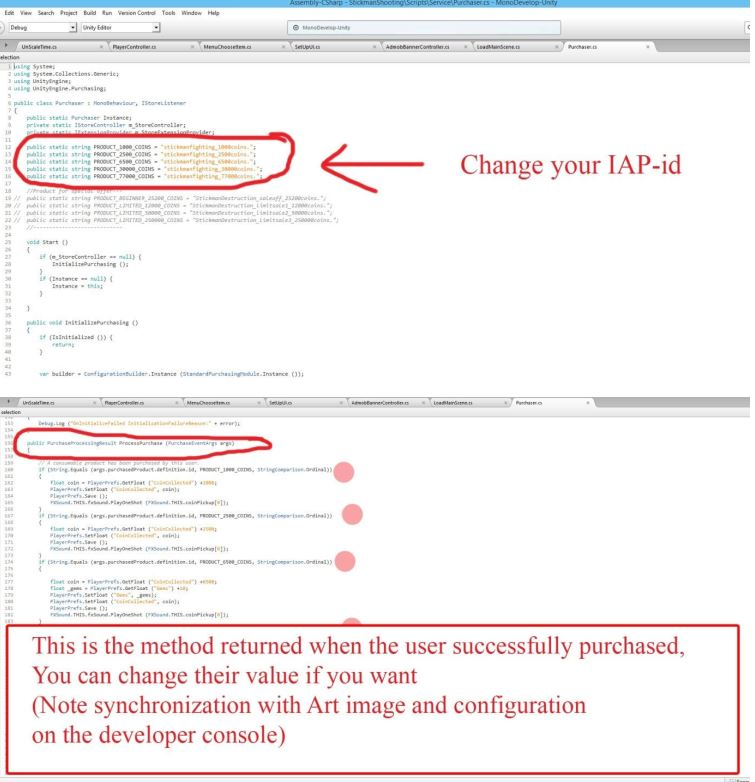 Assembly-CSharp - StickmanShooting\Scripts\Service\Purchaser.cs - MonoDevelop-Unity
Edit View Search Project Build Run Version Control Tools Window Help
Debug Unity Editor MonoDevelop-Unity
UnScaleTime.cs PlayerController.cs MenuChooseItem.cs SetUpUI.cs AdmobBannerController.cs LoadMainScene.cs Purchaser.cs
selection
1 using System;
2 using System.Collections.Generic;
3 using UnityEngine;
4 using UnityEngine.Purchasing;
5
6 public class Purchaser : MonoBehaviour, IStoreListener
7 {
8 public static Purchaser Instance;
9 private static IStoreController m_StoreController;
10 private static IExtensionProvider m_StoreExtensionProvider;
11
12 public static string PRODUCT_1000_COINS = "stickmanfighting_1000coins.";
13 public static string PRODUCT_2500_COINS = "stickmanfighting_2500coins.";
14 public static string PRODUCT_6500_COINS = "stickmanfighting_6500coins.";
15 public static string PRODUCT_30000_COINS = "stickmanfighting_30000coins.";
16 public static string PRODUCT_77000_COINS = "stickmanfighting_77000coins.";
Change your IAP-id
17
18 //Product for special offer---
19 // public static string PRODUCT_BEGINNER_25200_COINS = "StickmanDestruction_saleoff_25200coins.";
20 // public static string PRODUCT_LIMITED_12000_COINS = "StickmanDestruction_limitsale1_12000coins.";
21 // public static string PRODUCT_LIMITED_50000_COINS = "StickmanDestruction_limitsale2_50000coins.";
22 // public static string PRODUCT_LIMITED_250000_COINS = "StickmanDestruction_limitsale3_250000coins.";
23 //---------------------------
24
25 void Start ()
26 {
27 if (m_StoreController == null) {
28 InitializePurchasing ();
29 }
30 if (Instance == null) {
31 Instance = this;
32 }
33
34 }
35
36 public void InitializePurchasing ()
37 {
38 if (IsInitialized ()) {
39 return;
40 }
41
42
43 var builder = ConfigurationBuilder.Instance (StandardPurchasingModule.Instance ());
UnScaleTime.cs PlayerController.cs MenuChooseItem.cs SetUpUI.cs AdmobBannerController.cs LoadMainScene.cs Purchaser.cs
selection
153 Debug.Log ("OnInitializeFailed InitializationFailureReason:" + error);
154 }
155
156 public PurchaseProcessingResult ProcessPurchase (PurchaseEventArgs args)
157 {
159 // A consumable product has been purchased by this user.
160 if (String.Equals (args.purchasedProduct.definition.id, PRODUCT_1000_COINS, StringComparison.Ordinal))
161 {
162 float coin = PlayerPrefs.GetFloat ("CoinCollected") +1000;
163 PlayerPrefs.SetFloat ("CoinCollected", coin);
164 PlayerPrefs.Save ();
165 FXSound.THIS.fxSound.PlayOneShot (FXSound.THIS.coinPickup[0]);
166 }
167 if (String.Equals (args.purchasedProduct.definition.id, PRODUCT_2500_COINS, StringComparison.Ordinal))
168 {
169 float coin = PlayerPrefs.GetFloat ("CoinCollected") +2500;
170 PlayerPrefs.SetFloat ("CoinCollected", coin);
171 PlayerPrefs.Save ();
172 FXSound.THIS.fxSound.PlayOneShot (FXSound.THIS.coinPickup[0]);
173 }
174 if (String.Equals (args.purchasedProduct.definition.id, PRODUCT_6500_COINS, StringComparison.Ordinal))
175 {
177 float coin = PlayerPrefs.GetFloat ("CoinCollected") +6500;
178 float _gems = PlayerPrefs.GetFloat ("Gems") +10;
179 PlayerPrefs.SetFloat ("Gems", _gems);
180 PlayerPrefs.SetFloat ("CoinCollected", coin);
181 PlayerPrefs.Save ();
182 FXSound.THIS.fxSound.PlayOneShot (FXSound.THIS.coinPickup[0]);
183 }
This is the method returned when the user successfully purchased,
You can change their value if you want
(Note synchronization with Art image and configuration
on the developer console)